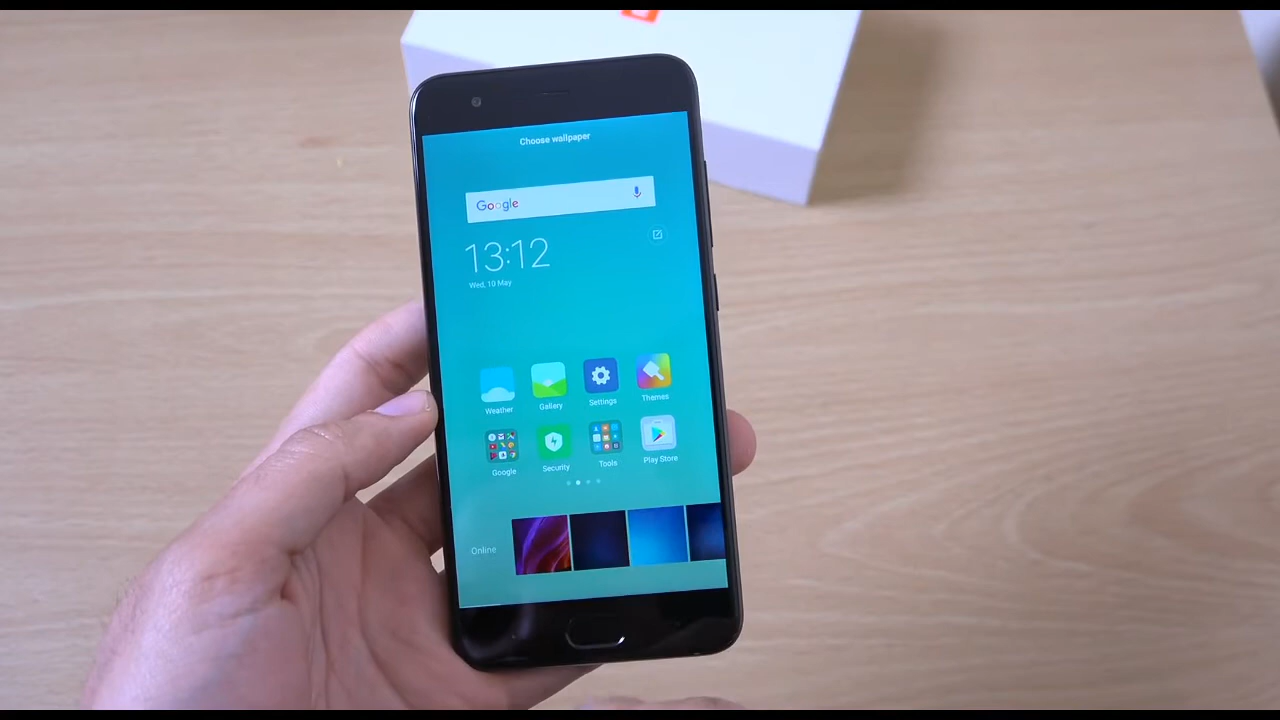 Choose wallpaper
Google
13:12
Wed, 10 May
Weather
Gallery
Settings
Themes
Google
Security
Tools
Play Store
Online